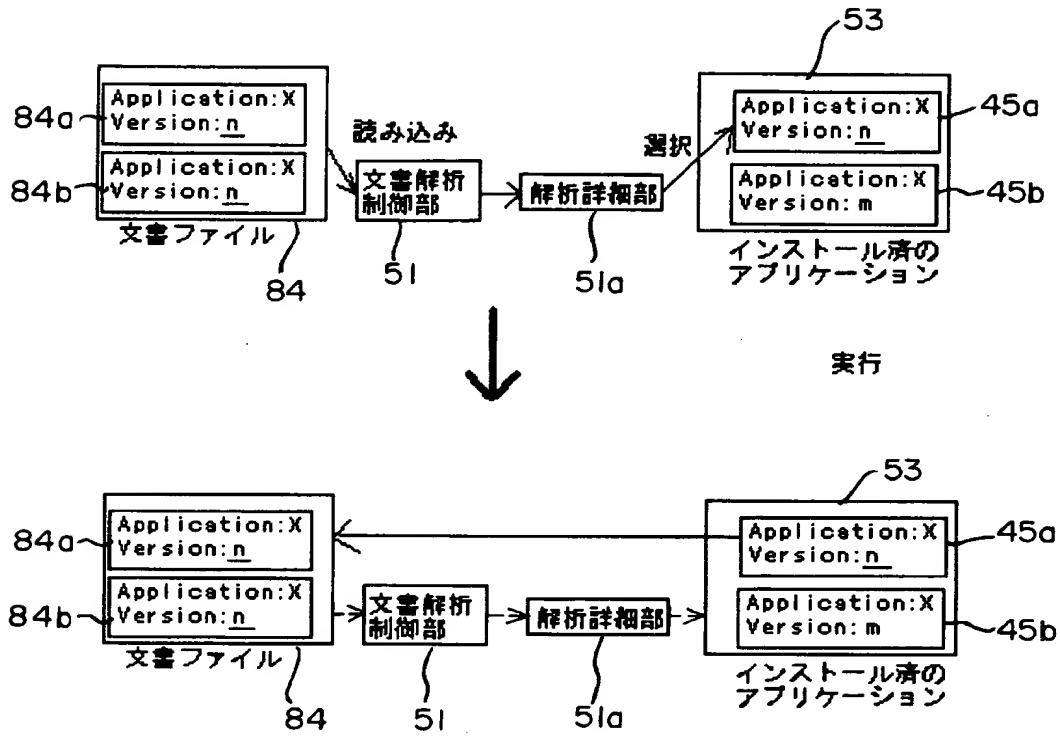 53
84a
Application:X
Version:n
84b
Application:X
Version:n
文書ファイル
84
読み込み
文書解析
制御部
51
解析詳細部
51a
選択
Application:X
Version:n
45a
Application:X
Version:m
45b
インストール済の
アプリケーション
実行
53
84a
Application:X
Version:n
84b
Application:X
Version:n
文書ファイル
84
文書解析
制御部
51
解析詳細部
51a
Application:X
Version:n
45a
Application:X
Version:m
45b
インストール済の
アプリケーション